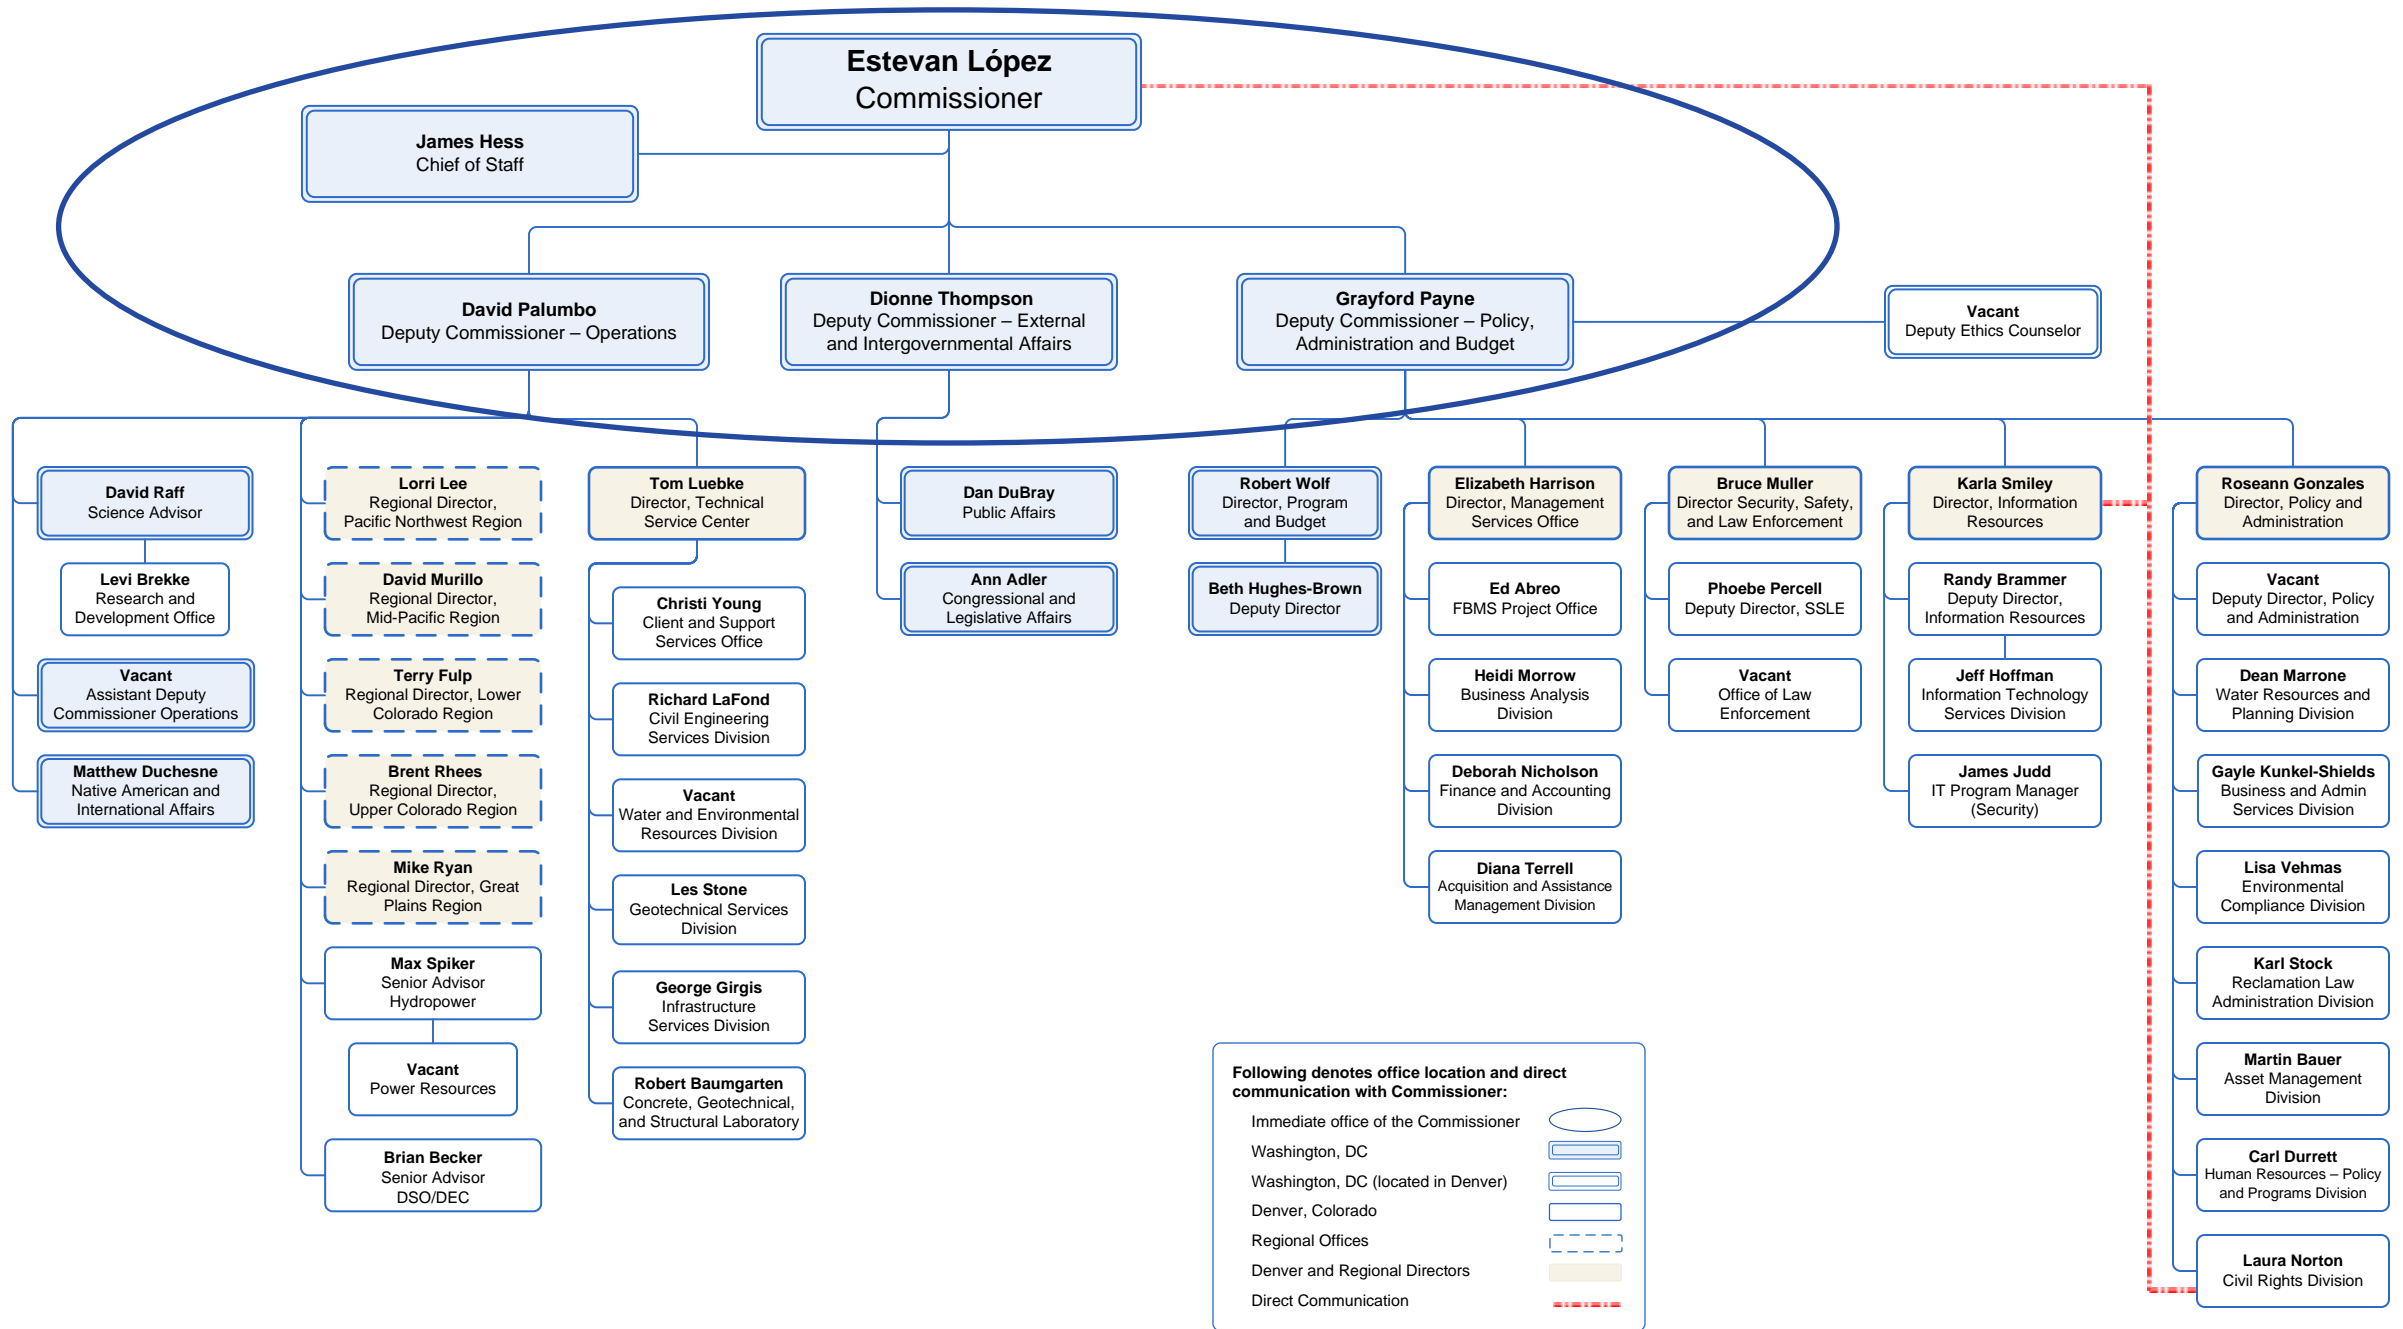 Estevan López
Commissioner
James Hess
Chief of Staff
David Palumbo
Deputy Commissioner – Operations
Dionne Thompson
Deputy Commissioner – External
and Intergovernmental Affairs
Grayford Payne
Deputy Commissioner – Policy,
Administration and Budget
Vacant
Deputy Ethics Counselor
David Raff
Science Advisor
Levi Brekke
Research and
Development Office
Vacant
Assistant Deputy
Commissioner Operations
Matthew Duchesne
Native American and
International Affairs
Lorri Lee
Regional Director,
Pacific Northwest Region
David Murillo
Regional Director,
Mid-Pacific Region
Terry Fulp
Regional Director, Lower
Colorado Region
Brent Rhees
Regional Director,
Upper Colorado Region
Mike Ryan
Regional Director, Great
Plains Region
Max Spiker
Senior Advisor
Hydropower
Vacant
Power Resources
Brian Becker
Senior Advisor
DSO/DEC
Tom Luebke
Director, Technical
Service Center
Christi Young
Client and Support
Services Office
Richard LaFond
Civil Engineering
Services Division
Vacant
Water and Environmental
Resources Division
Les Stone
Geotechnical Services
Division
George Girgis
Infrastructure
Services Division
Robert Baumgarten
Concrete, Geotechnical,
and Structural Laboratory
Dan DuBray
Public Affairs
Ann Adler
Congressional and
Legislative Affairs
Robert Wolf
Director, Program
and Budget
Beth Hughes-Brown
Deputy Director
Elizabeth Harrison
Director, Management
Services Office
Ed Abreo
FBMS Project Office
Heidi Morrow
Business Analysis
Division
Deborah Nicholson
Finance and Accounting
Division
Diana Terrell
Acquisition and Assistance
Management Division
Bruce Muller
Director Security, Safety,
and Law Enforcement
Phoebe Percell
Deputy Director, SSLE
Vacant
Office of Law
Enforcement
Karla Smiley
Director, Information
Resources
Randy Brammer
Deputy Director,
Information Resources
Jeff Hoffman
Information Technology
Services Division
James Judd
IT Program Manager
(Security)
Roseann Gonzales
Director, Policy and
Administration
Vacant
Deputy Director, Policy
and Administration
Dean Marrone
Water Resources and
Planning Division
Gayle Kunkel-Shields
Business and Admin
Services Division
Lisa Vehmas
Environmental
Compliance Division
Karl Stock
Reclamation Law
Administration Division
Martin Bauer
Asset Management
Division
Carl Durrett
Human Resources – Policy
and Programs Division
Laura Norton
Civil Rights Division
Following denotes office location and direct
communication with Commissioner:
Immediate office of the Commissioner
Washington, DC
Washington, DC (located in Denver)
Denver, Colorado
Regional Offices
Denver and Regional Directors
Direct Communication